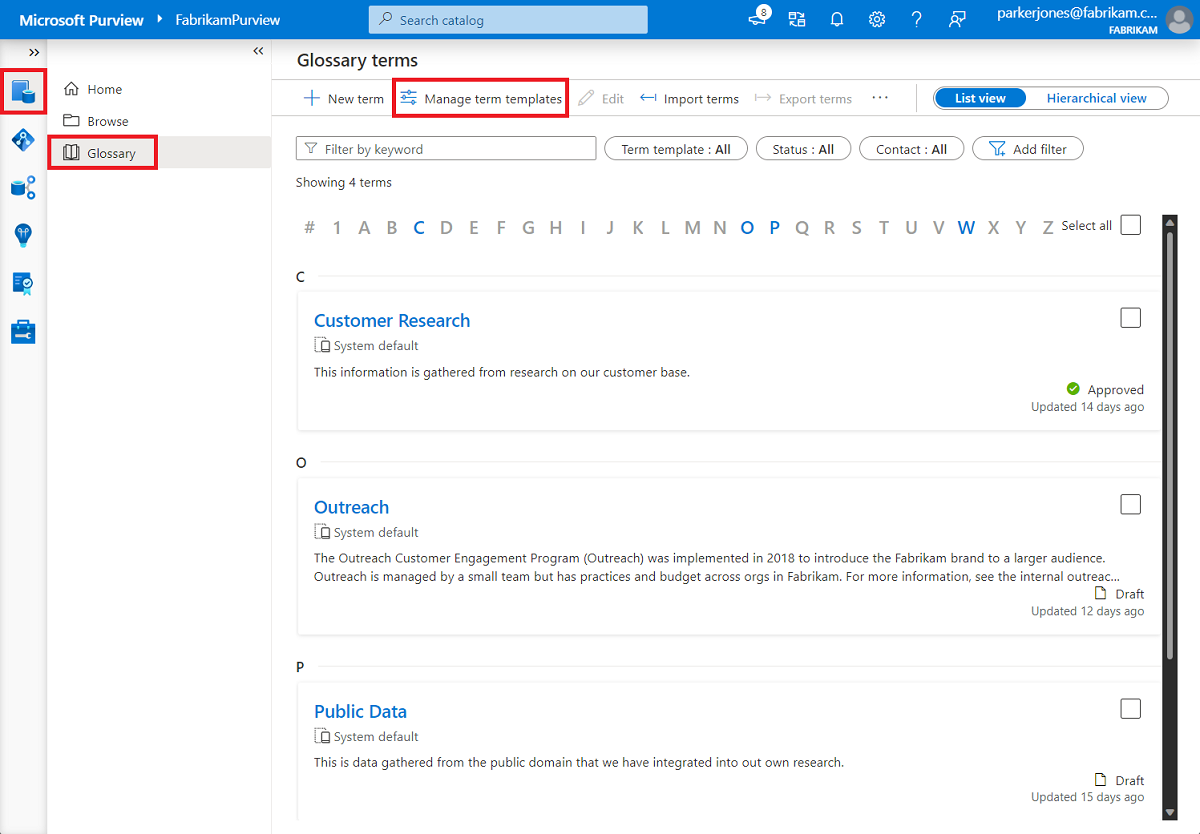 Microsoft Purview FabrikamPurview Search catalog 8 parkerjones@fabrikam.c...
FABRIKAM
Home
Browse
Glossary
Glossary terms
New term Manage term templates Edit Import terms Export terms ... List view Hierarchical view
Filter by keyword Term template : All Status : All Contact : All Add filter
Showing 4 terms
# 1 A B C D E F G H I J K L M N O P Q R S T U V W X Y Z Select all
C
Customer Research
System default
This information is gathered from research on our customer base.
Approved
Updated 14 days ago
O
Outreach
System default
The Outreach Customer Engagement Program (Outreach) was implemented in 2018 to introduce the Fabrikam brand to a larger audience.
Outreach is managed by a small team but has practices and budget across orgs in Fabrikam. For more information, see the internal outreac...
Draft
Updated 12 days ago
P
Public Data
System default
This is data gathered from the public domain that we have integrated into out own research.
Draft
Updated 15 days ago